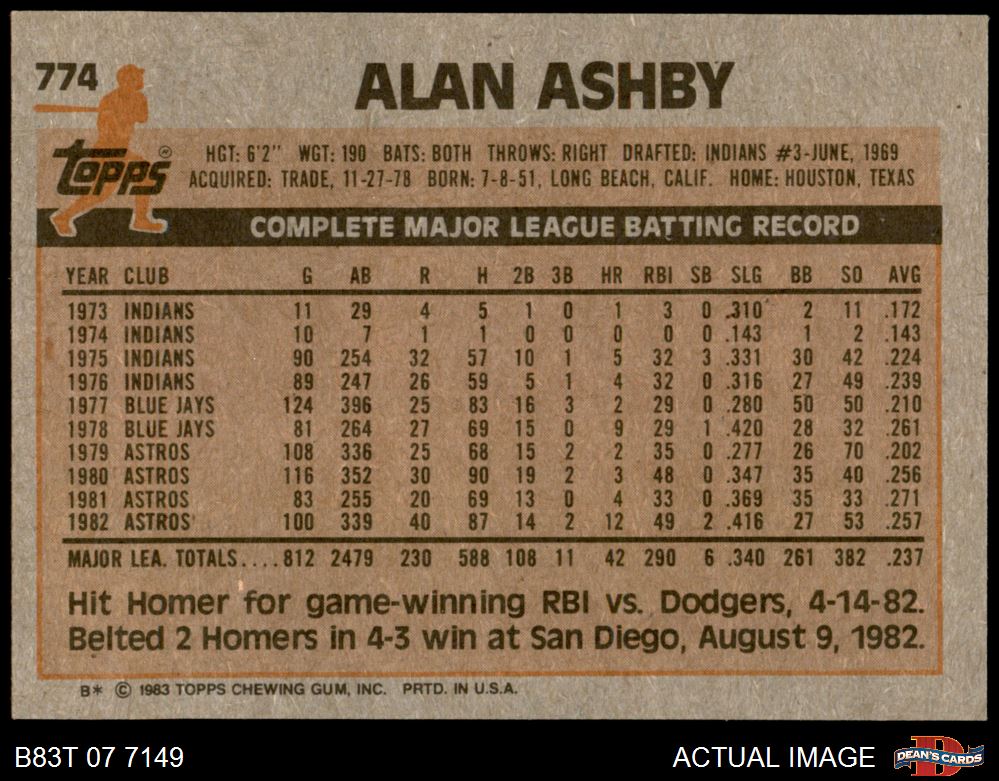 774
ALAN ASHBY
topps®
HGT: 6'2" WGT: 190 BATS: BOTH THROWS: RIGHT DRAFTED: INDIANS #3-JUNE, 1969
ACQUIRED: TRADE, 11-27-78 BORN: 7-8-51, LONG BEACH, CALIF. HOME: HOUSTON, TEXAS
COMPLETE MAJOR LEAGUE BATTING RECORD
YEAR CLUB G AB R H 2B 3B HR RBI SB SLG BB SO AVG
1973 INDIANS 11 29 4 5 1 0 1 3 0 .310 2 11 .172
1974 INDIANS 10 7 1 1 0 0 0 0 0 .143 1 2 .143
1975 INDIANS 90 254 32 57 10 1 5 32 3 .331 30 42 .224
1976 INDIANS 89 247 26 59 5 1 4 32 0 .316 27 49 .239
1977 BLUE JAYS 124 396 25 83 16 3 2 29 0 .280 50 50 .210
1978 BLUE JAYS 81 264 27 69 15 0 9 29 1 .420 28 32 .261
1979 ASTROS 108 336 25 68 15 2 2 35 0 .277 26 70 .202
1980 ASTROS 116 352 30 90 19 2 3 48 0 .347 35 40 .256
1981 ASTROS 83 255 20 69 13 0 4 33 0 .369 35 33 .271
1982 ASTROS 100 339 40 87 14 2 12 49 2 .416 27 53 .257
MAJOR LEA. TOTALS....812 2479 230 588 108 11 42 290 6 .340 261 382 .237
Hit Homer for game-winning RBI vs. Dodgers, 4-14-82.
Belted 2 Homers in 4-3 win at San Diego, August 9, 1982.
B* © 1983 TOPPS CHEWING GUM, INC. PRTD. IN U.S.A.
B83T 07 7149
ACTUAL IMAGE
DEAN'S CARDS